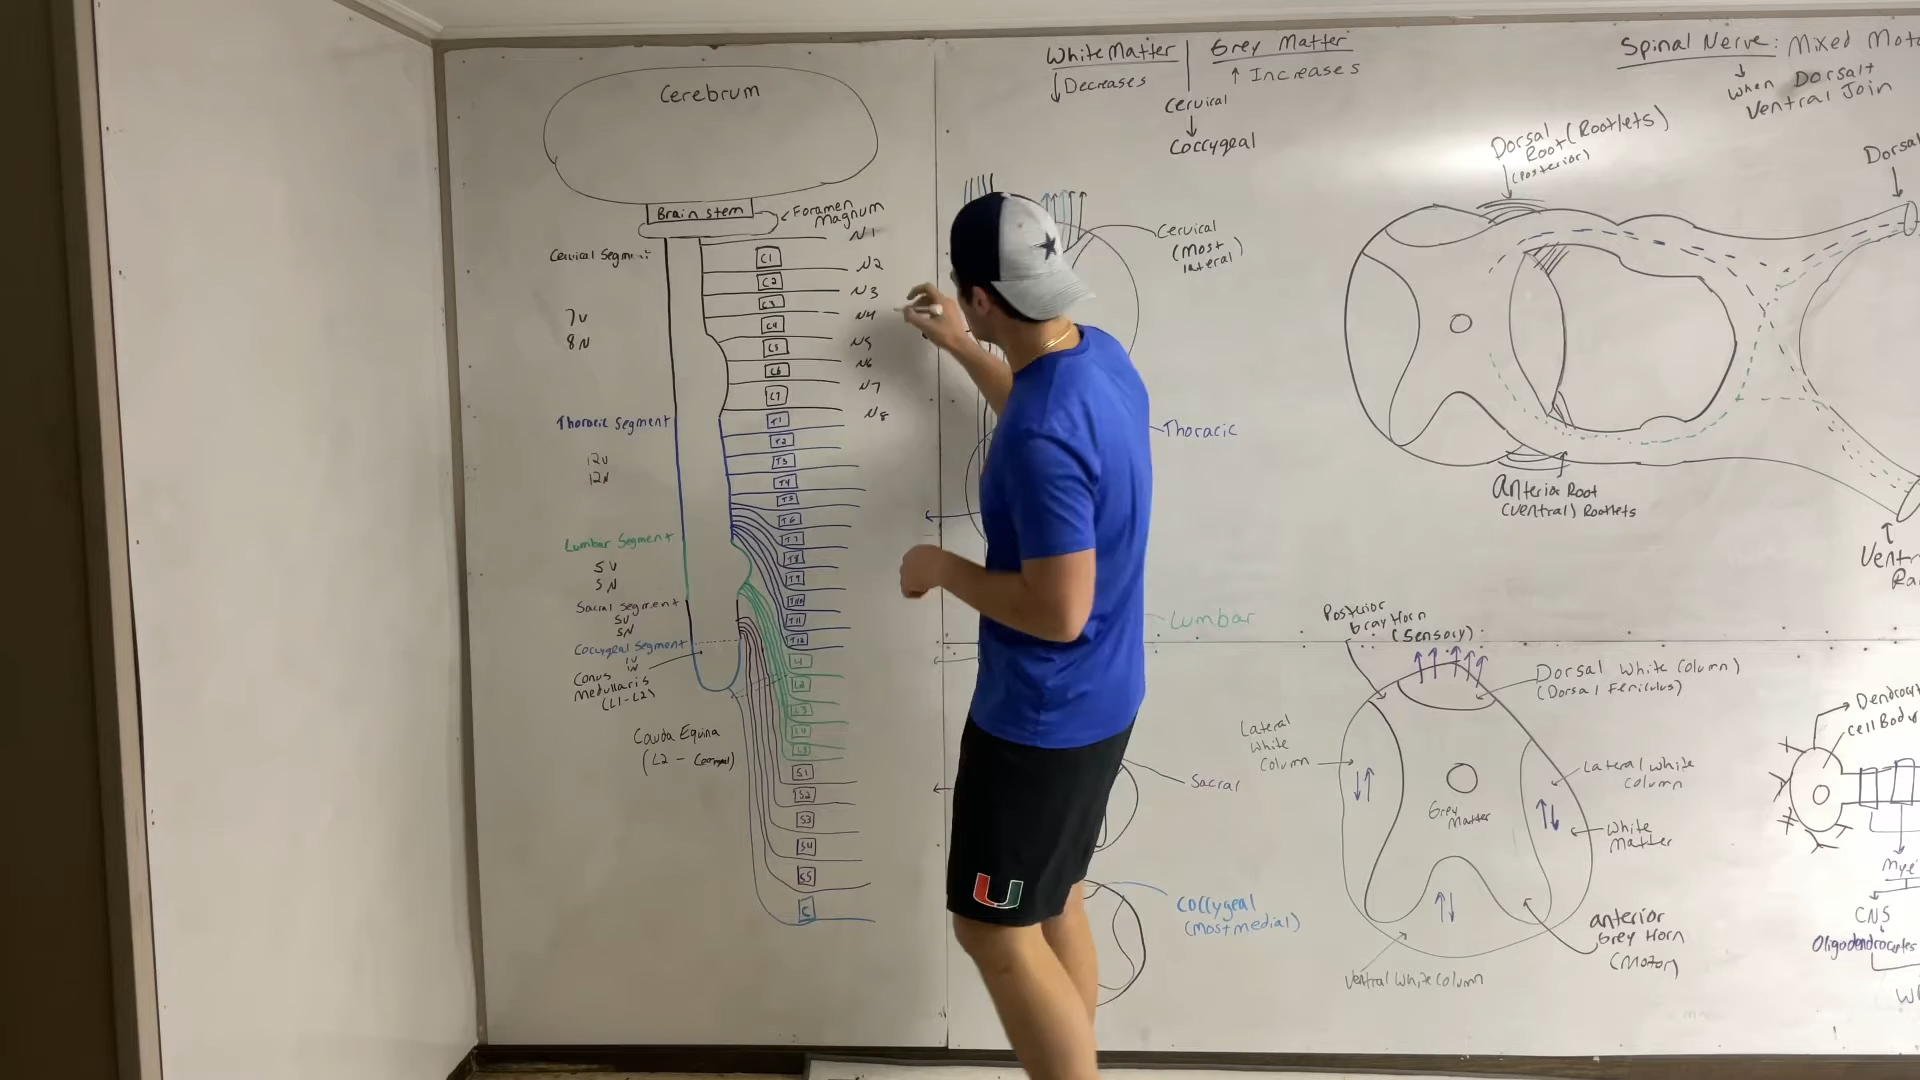 Cerebrum
Brain stem
Foramen
Magnum
Cervical Segm
7V
8N
N1
C1
N2
C2
N3
C3
N4
C4
N5
C5
N6
C6
N7
C7
N8
Thoracic Segment
12V
12N
T1
T2
T3
T4
T5
T6
T7
T8
T9
T10
T11
T12
Lumbar Segment
5V
5N
L1
L2
L3
L4
L5
Sacral Segment
5V
5N
S1
S2
S3
S4
S5
Coccygeal Segment
1V
1N
C
Conus
Medullaris
(L1-L2)
Cauda Equina
(L2 -
White Matter
↓ Decreases
Grey Matter
↑ Increases
Cervical
↓
Coccygeal
Cervical
(most
lateral)
Thoracic
Lumbar
Sacral
Coccygeal
(most medial)
U
Spinal Nerve: Mixed
↓
when Dorsal +
Ventral Join
Dorsal (Rootlets)
Root
(Posterior)
Dorsal
Anterior Root
(Ventral) Rootlets
Posterior
Gray Horn
(Sensory)
Dorsal White Column)
(Dorsal Feniculus)
Lateral
White
Column
Grey
Matter
Lateral White
Column
White
Matter
anterior
Grey Horn
(Motor)
Ventral White Column
Cell Body
CNS
Oligodendrocytes